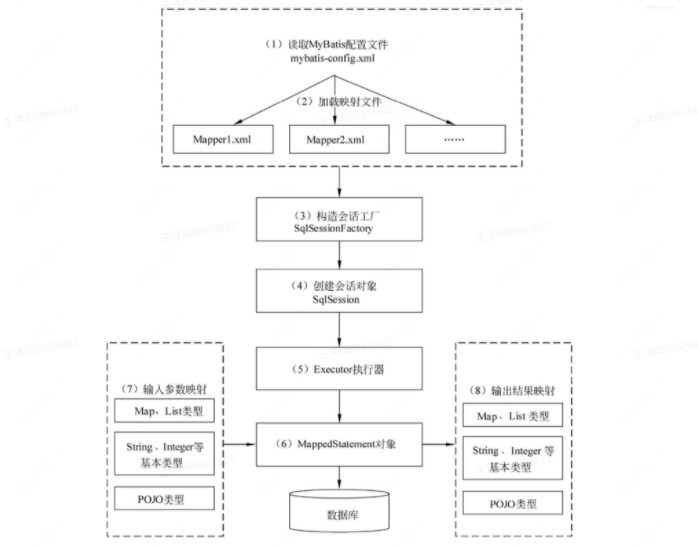 （1）读取MyBatis配置文件
mybatis-config.xml
（2）加载映射文件
Mapper1.xml
Mapper2.xml
……
（3）构造会话工厂
SqlSessionFactory
（4）创建会话对象
SqlSession
（5）Executor执行器
（7）输入参数映射
Map、List类型
String、Integer等
基本类型
POJO类型
（6）MappedStatement对象
（8）输出结果映射
Map、List 类型
String、Integer 等
基本类型
POJO类型
数据库